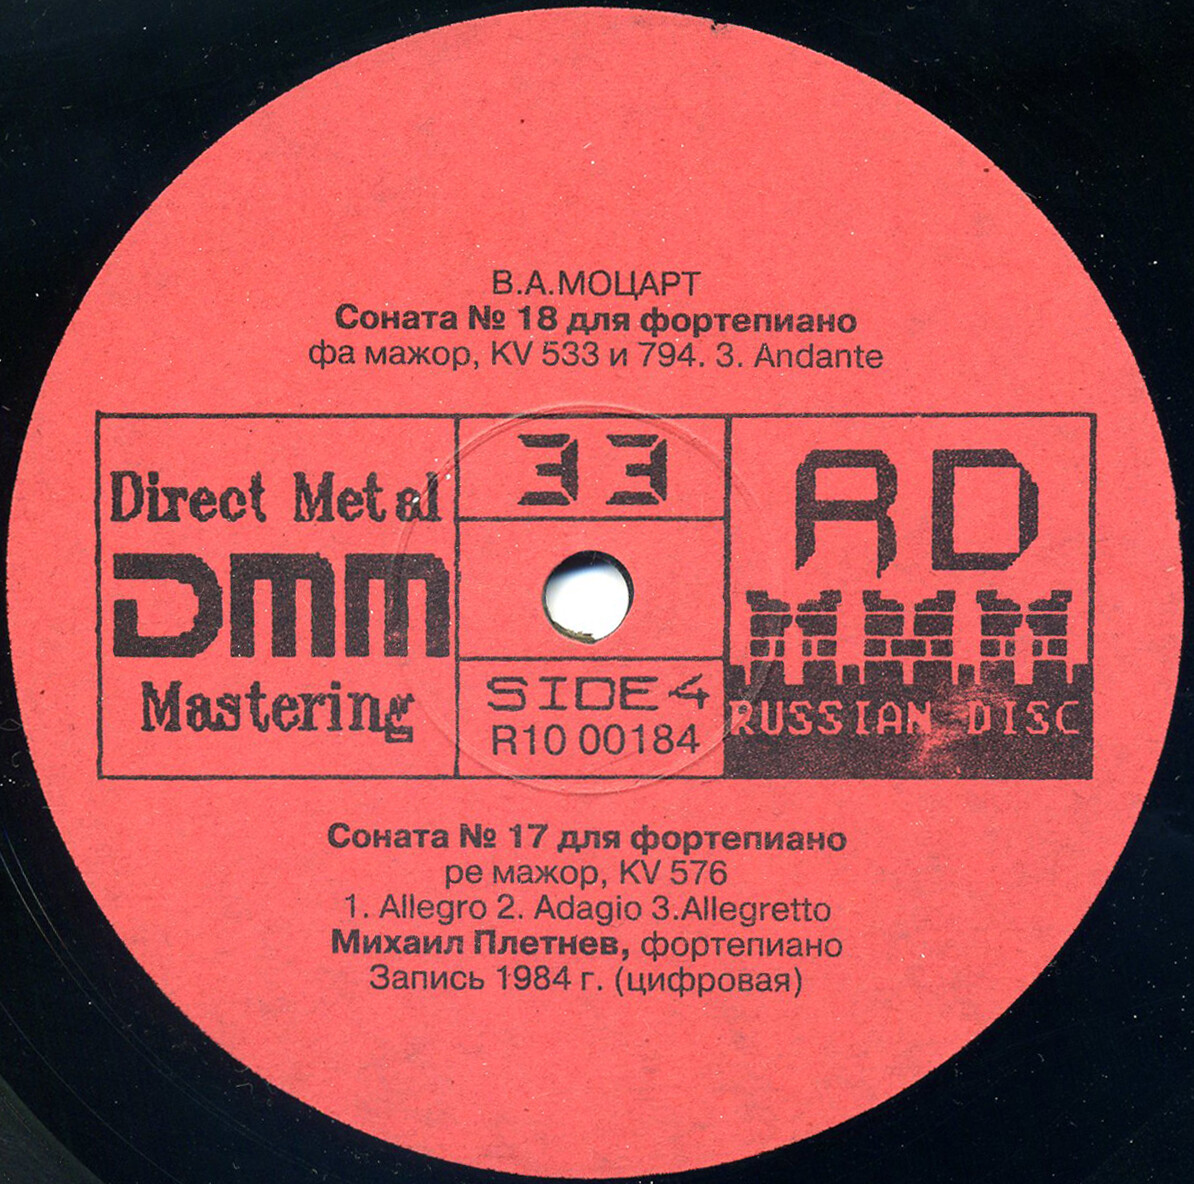 В.А.МОЦАРТ
Соната № 18 для фортепиано
фа мажор, KV 533 и 794. 3. Andante
Direct Metal
DMM
Mastering
33
SIDE 4
R10 00184
RD
RUSSIAN DISC
Соната № 17 для фортепиано
ре мажор, KV 576
1. Allegro 2. Adagio 3.Allegretto
Михаил Плетнев, фортепиано
Запись 1984 г. (цифровая)